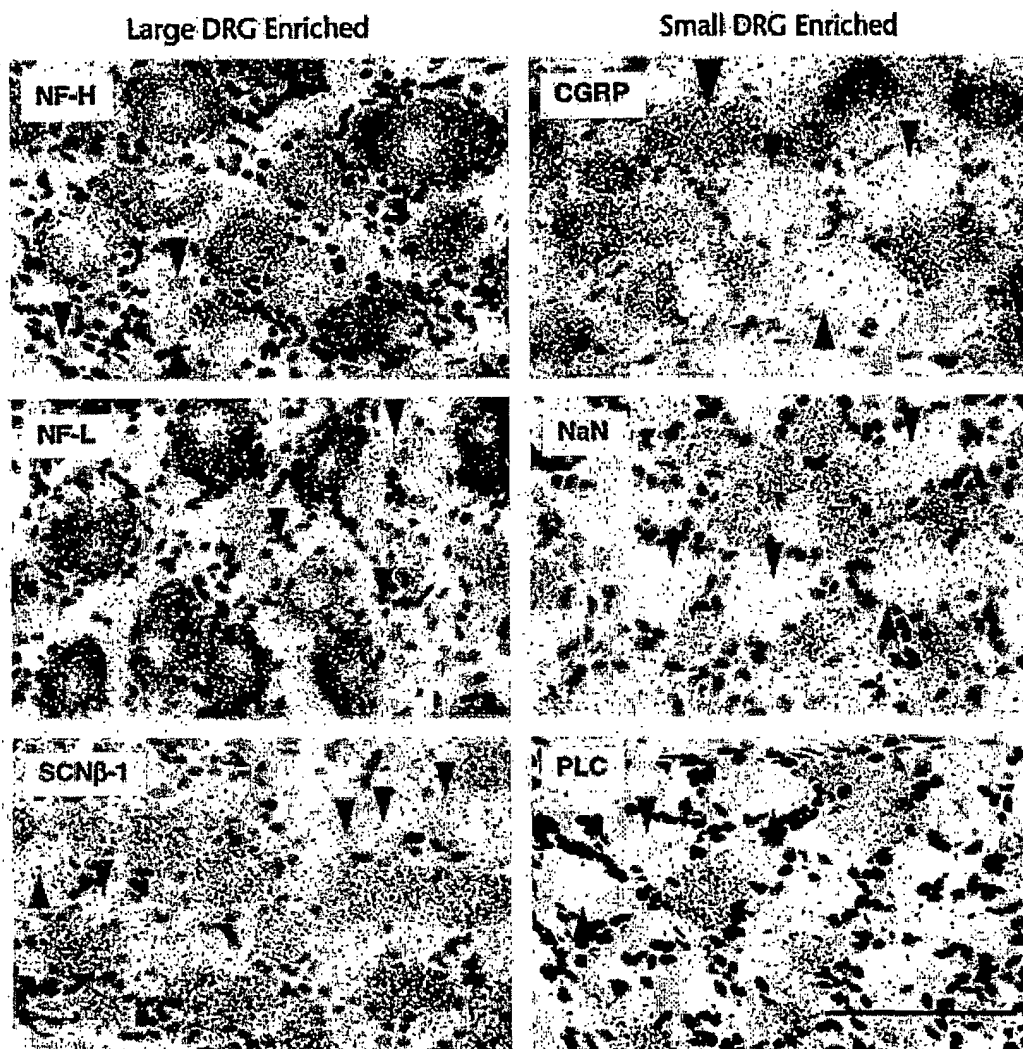 Large DRG Enriched
Small DRG Enriched
NF-H
CGRP
NF-L
NaN
SCNβ-1
PLC